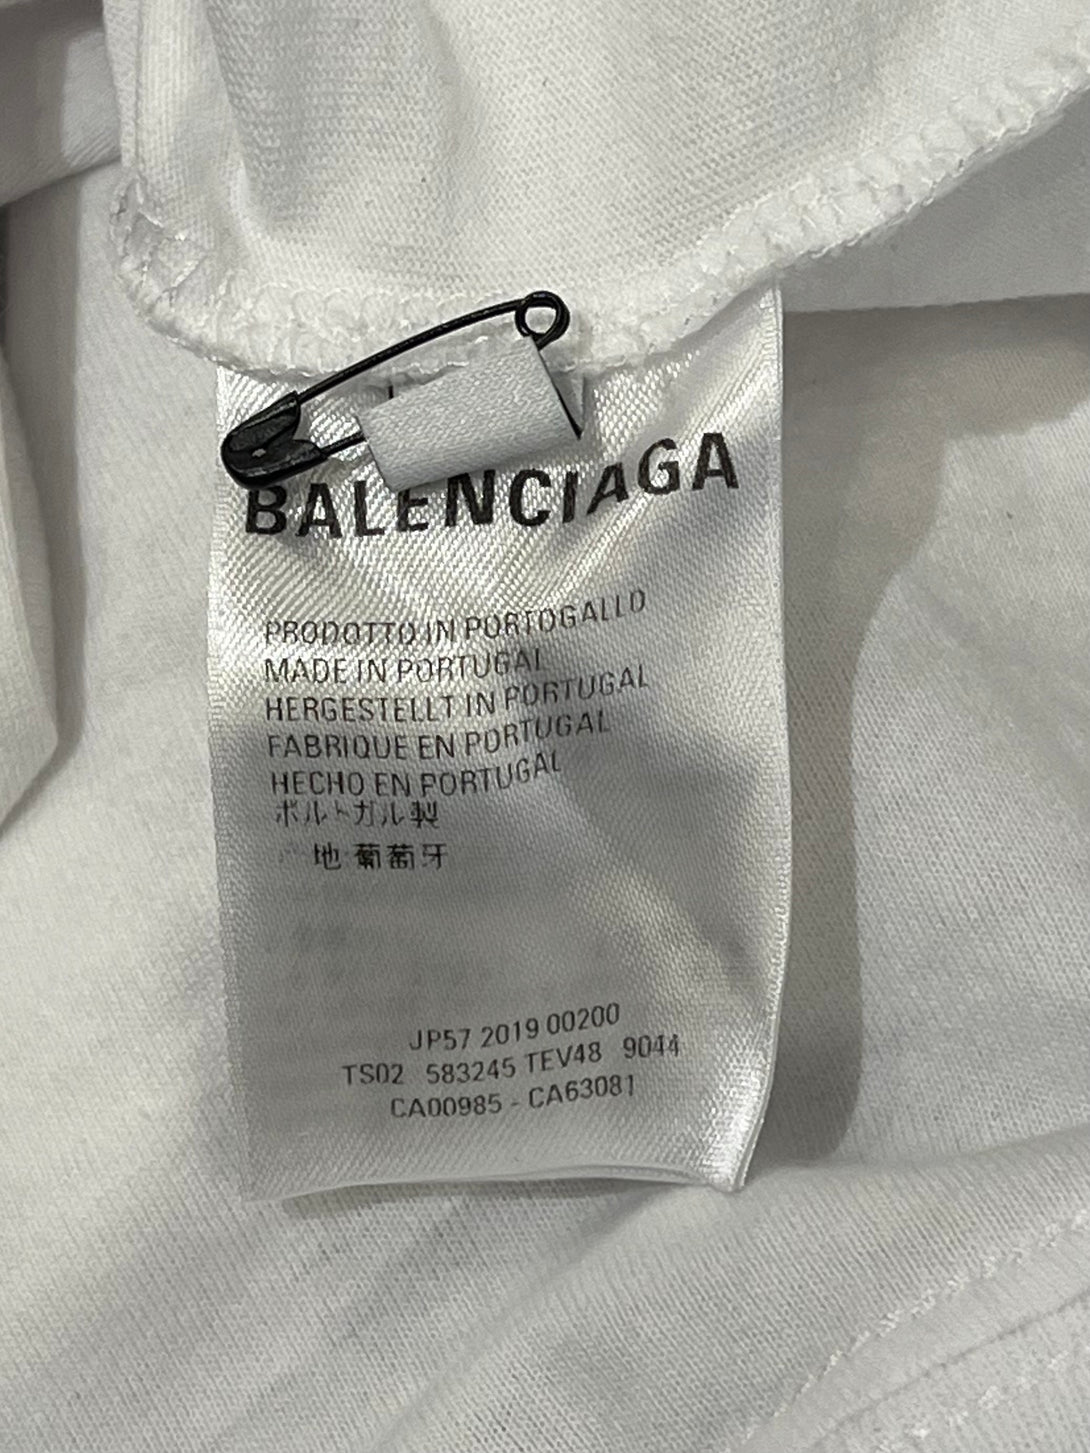 BALENCIAGA
PRODOTTO IN PORTOGALLO
MADE IN PORTUGAL
HERGESTELLT IN PORTUGAL
FABRIQUE EN PORTUGAL
HECHO EN PORTUGAL
ポルトガル製
地 葡萄牙
JP57 2019 00200
TS02 583245 TEV48 9044
CA00985 - CA63081